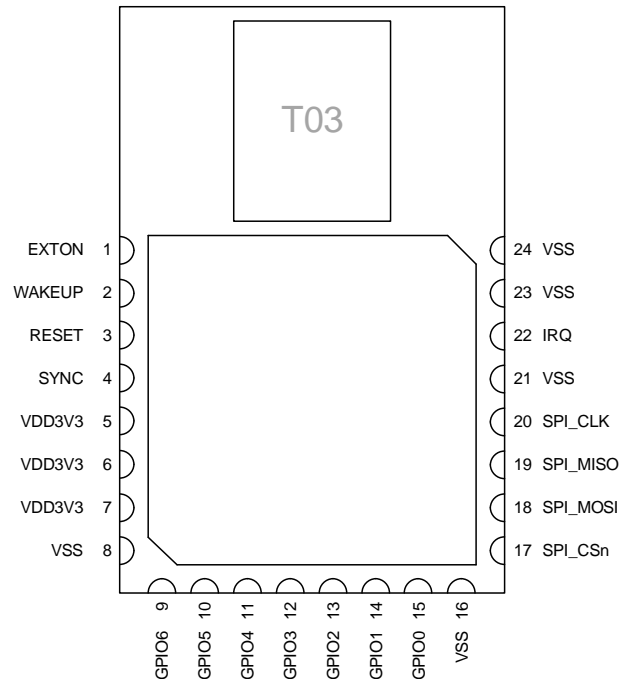 T03
EXTON 1
WAKEUP 2
RESET 3
SYNC 4
VDD3V3 5
VDD3V3 6
VDD3V3 7
VSS 8
24 VSS
23 VSS
22 IRQ
21 VSS
20 SPI_CLK
19 SPI_MISO
18 SPI_MOSI
17 SPI_CSn
GPIO6 9
GPIO5 10
GPIO4 11
GPIO3 12
GPIO2 13
GPIO1 14
GPIO0 15
VSS 16